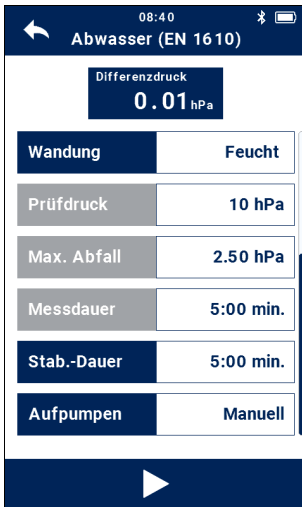 08:40
Abwasser (EN 1610)
Differenzdruck
0.01 hPa
Wandung Feucht
Prüfdruck 10 hPa
Max. Abfall 2.50 hPa
Messdauer 5:00 min.
Stab.-Dauer 5:00 min.
Aufpumpen Manuell